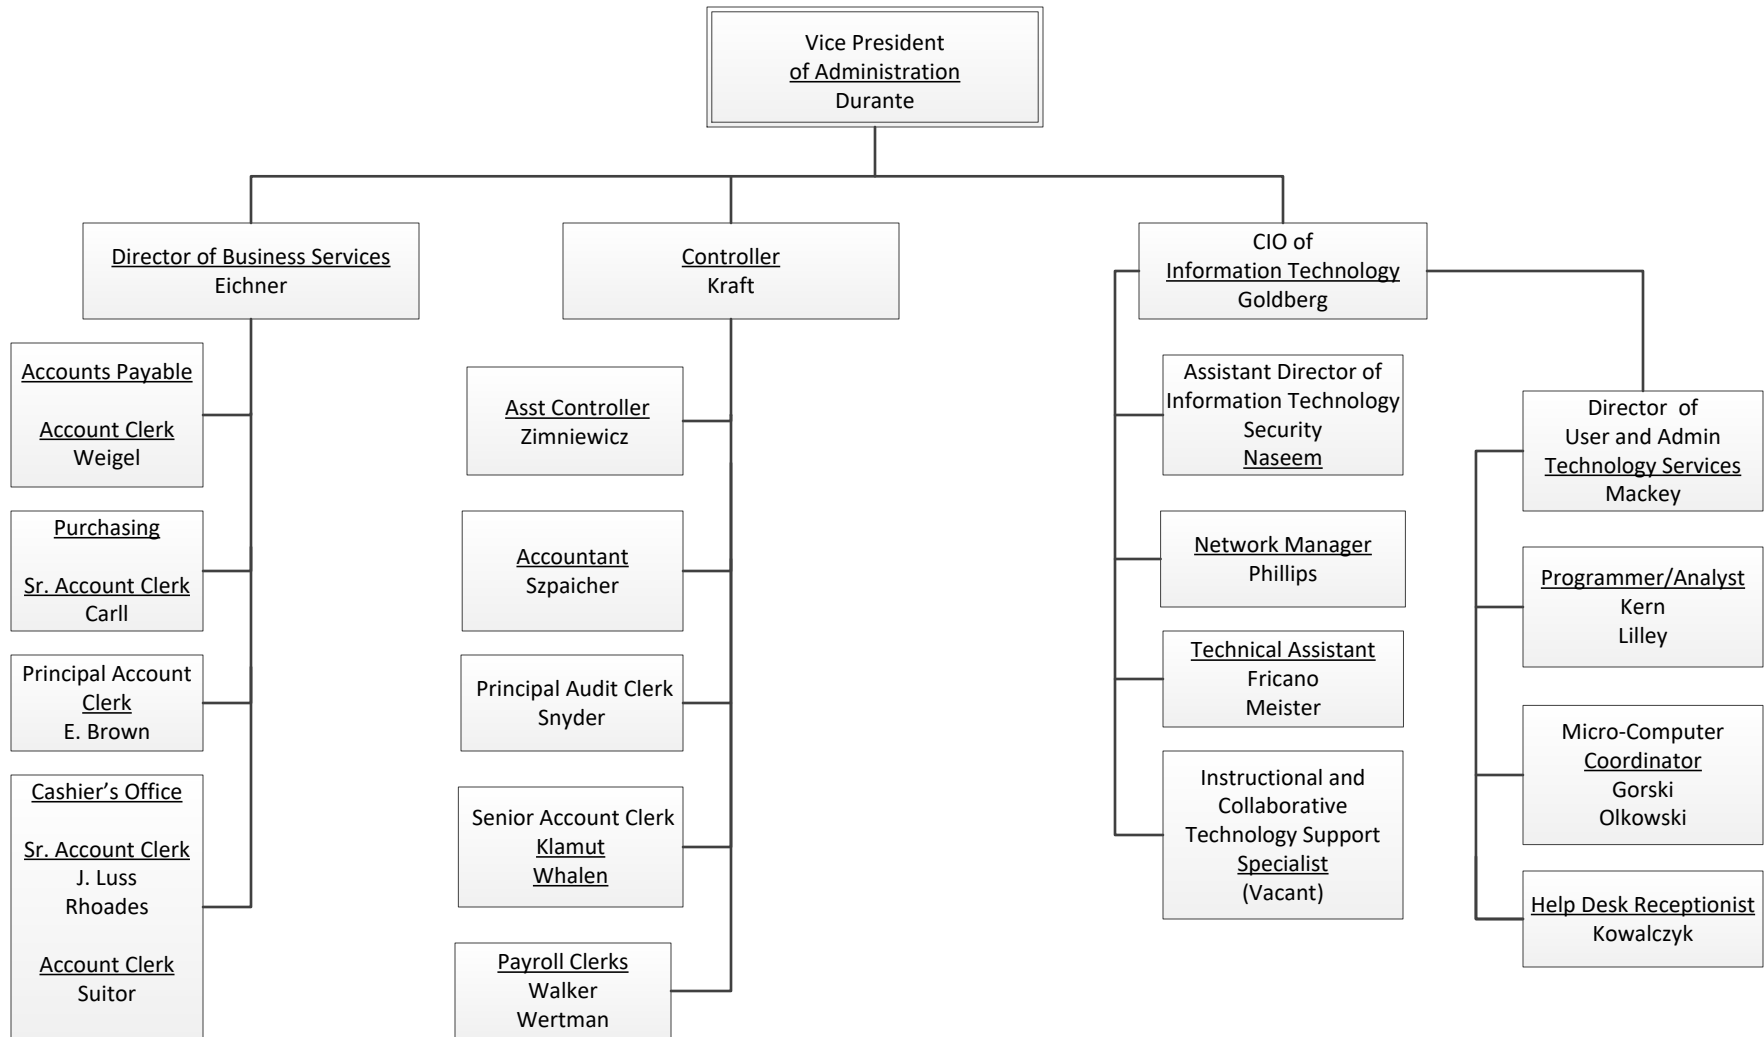 Vice President
of Administration
Durante
Director of Business Services
Eichner
Controller
Kraft
CIO of
Information Technology
Goldberg
Accounts Payable
Account Clerk
Weigel
Purchasing
Sr. Account Clerk
Carll
Principal Account
Clerk
E. Brown
Cashier’s Office
Sr. Account Clerk
J. Luss
Rhoades
Account Clerk
Suitor
Asst Controller
Zimniewicz
Accountant
Szpaicher
Principal Audit Clerk
Snyder
Senior Account Clerk
Klamut
Whalen
Payroll Clerks
Walker
Wertman
Assistant Director of
Information Technology
Security
Naseem
Network Manager
Phillips
Technical Assistant
Fricano
Meister
Instructional and
Collaborative
Technology Support
Specialist
(Vacant)
Director of
User and Admin
Technology Services
Mackey
Programmer/Analyst
Kern
Lilley
Micro-Computer
Coordinator
Gorski
Olkowski
Help Desk Receptionist
Kowalczyk